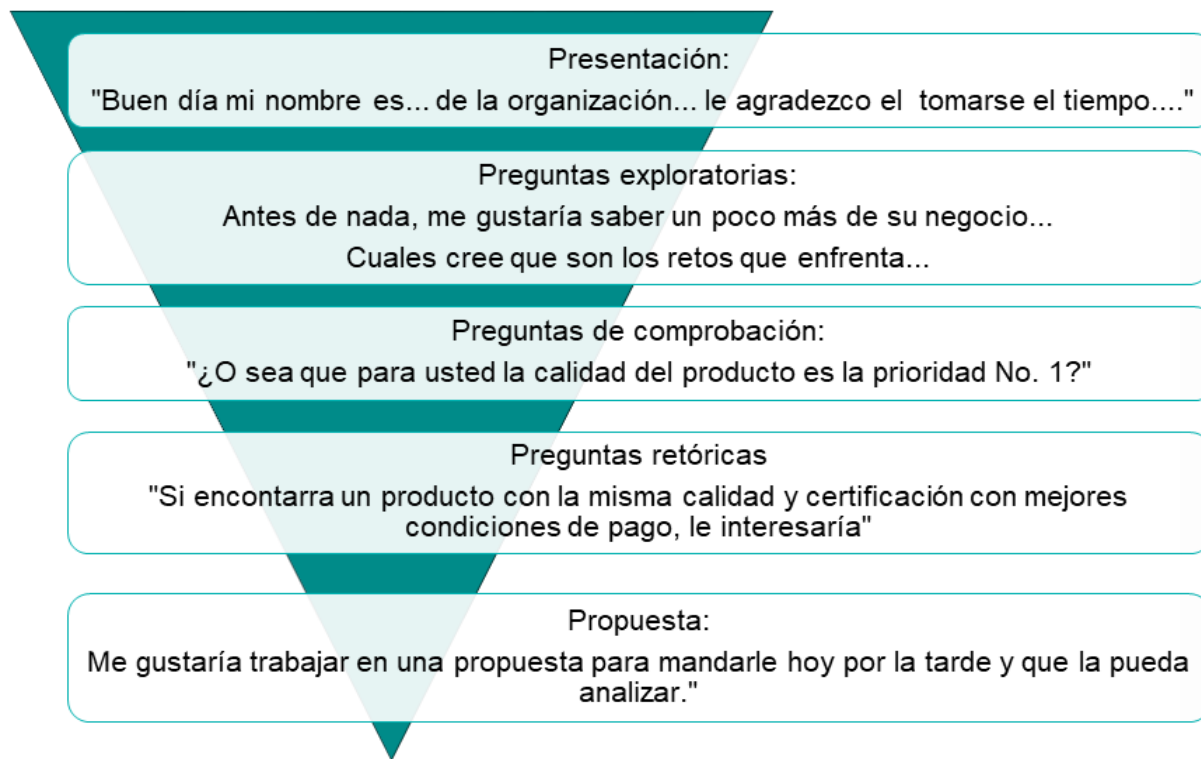 Presentación:
"Buen día mi nombre es... de la organización... le agradezco el tomarse el tiempo...."
Preguntas exploratorias:
Antes de nada, me gustaría saber un poco más de su negocio...
Cuales cree que son los retos que enfrenta...
Preguntas de comprobación:
"¿O sea que para usted la calidad del producto es la prioridad No. 1?"
Preguntas retóricas
"Si encontarra un producto con la misma calidad y certificación con mejores
condiciones de pago, le interesaría"
Propuesta:
Me gustaría trabajar en una propuesta para mandarle hoy por la tarde y que la pueda
analizar."